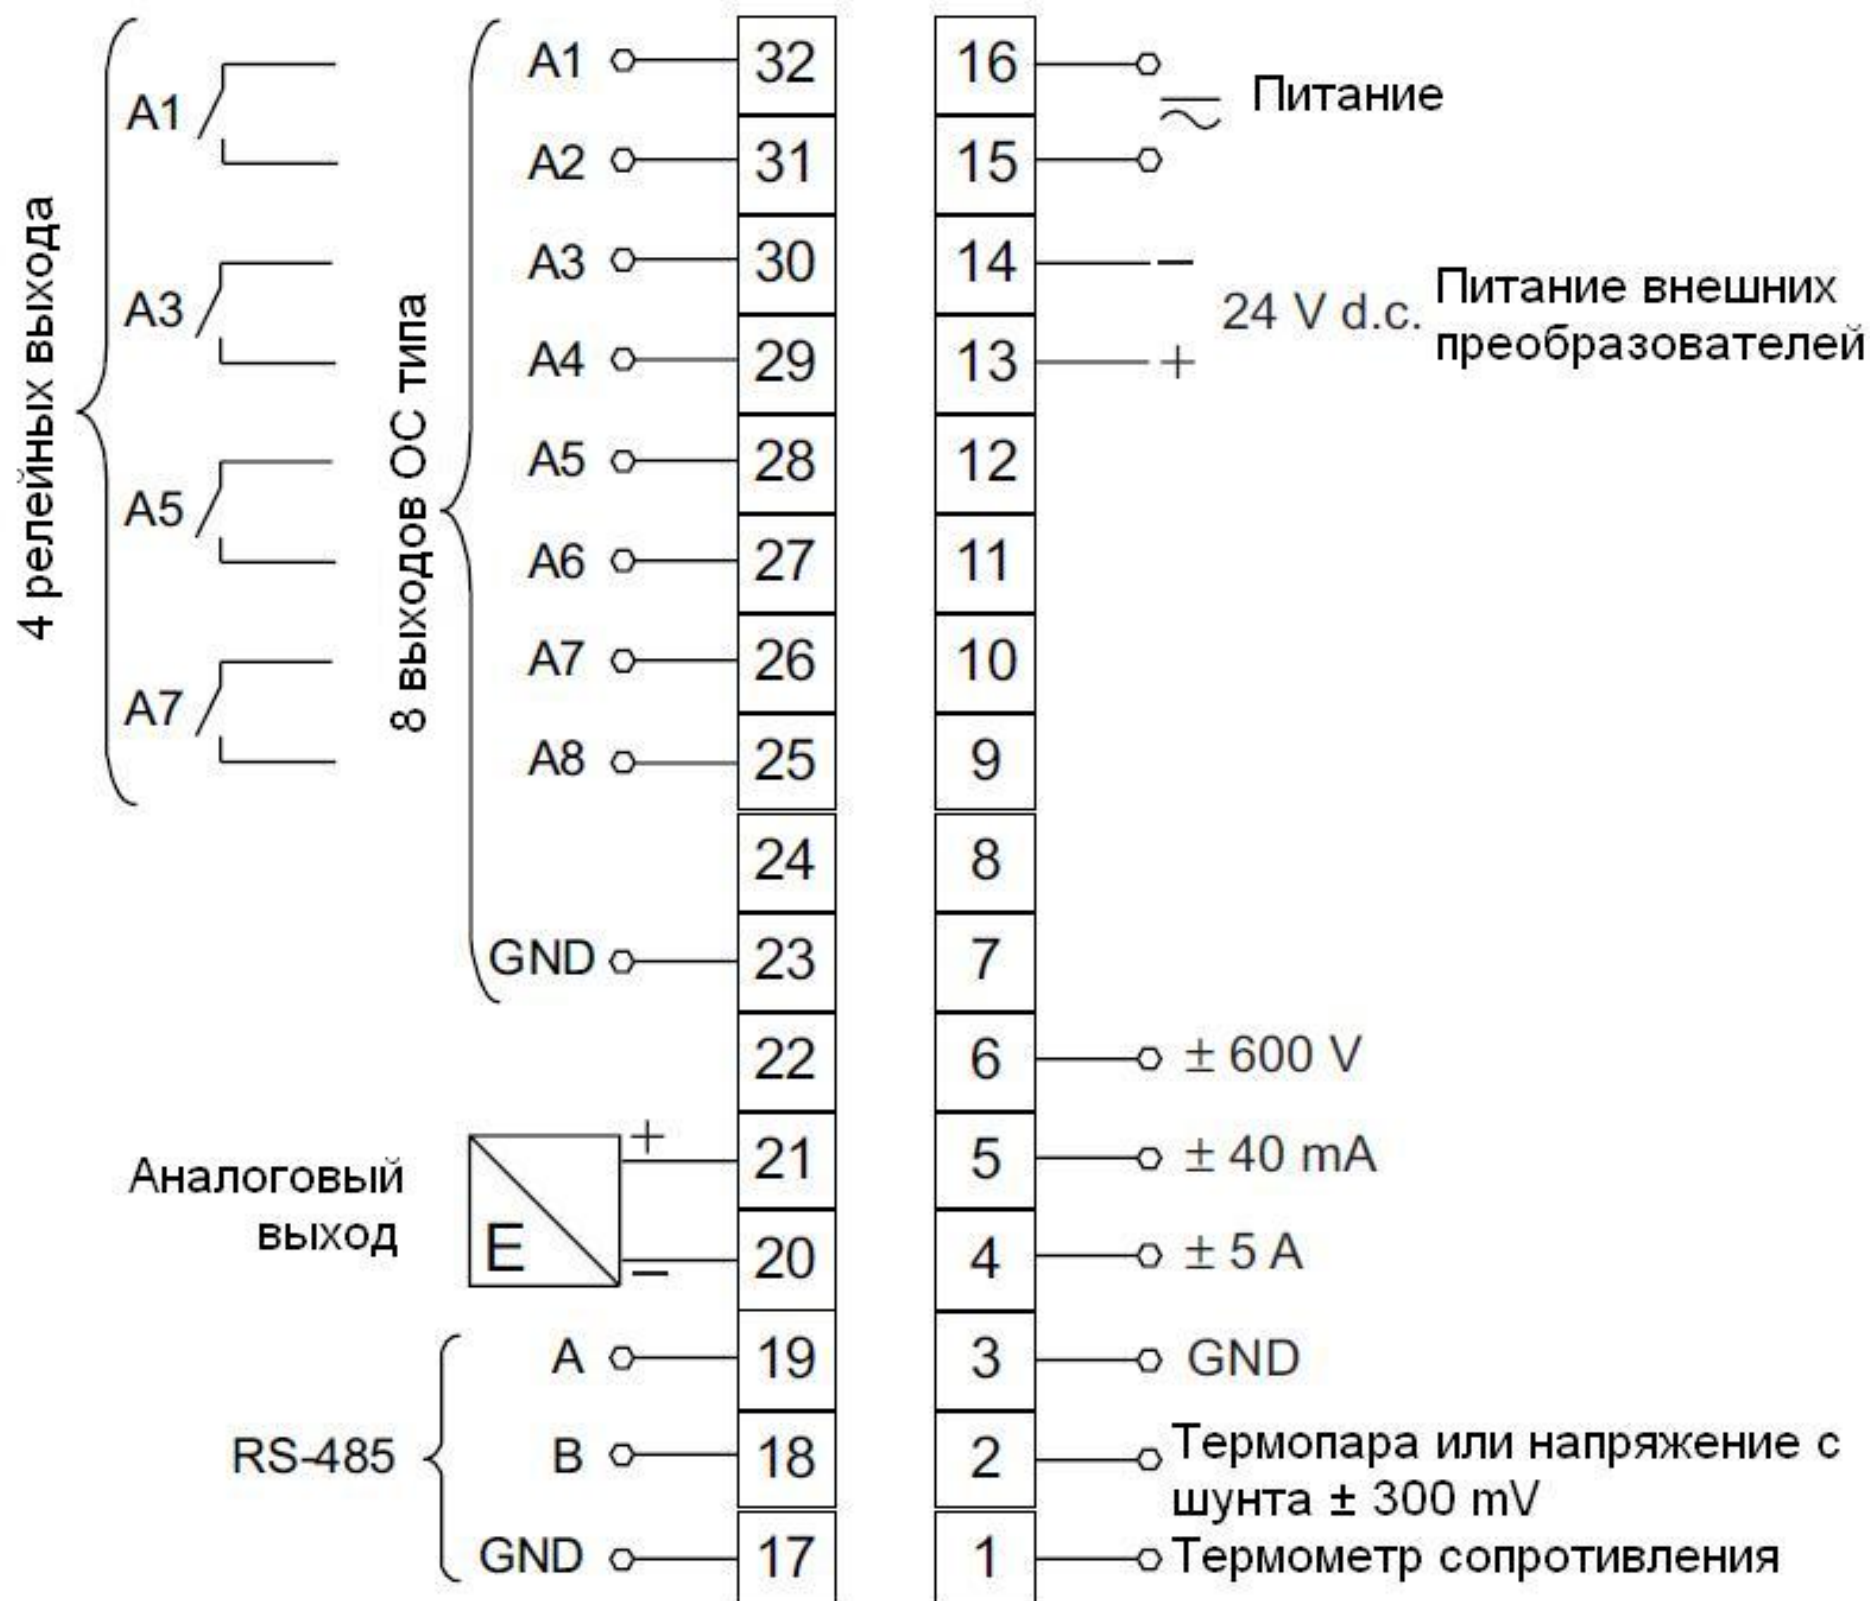 4 релейных выхода
A1
A3
A5
A7
8 выходов ОС типа
A1
A2
A3
A4
A5
A6
A7
A8
GND
32
31
30
29
28
27
26
25
24
23
22
21
20
19
18
17
Аналоговый
выход
E
+
−
RS-485
A
B
GND
16
15
14
13
12
11
10
9
8
7
6
5
4
3
2
1
Питание
−
24 V d.c.
+
Питание внешних
преобразователей
± 600 V
± 40 mA
± 5 A
GND
Термопара или напряжение с
шунта ± 300 mV
Термометр сопротивления